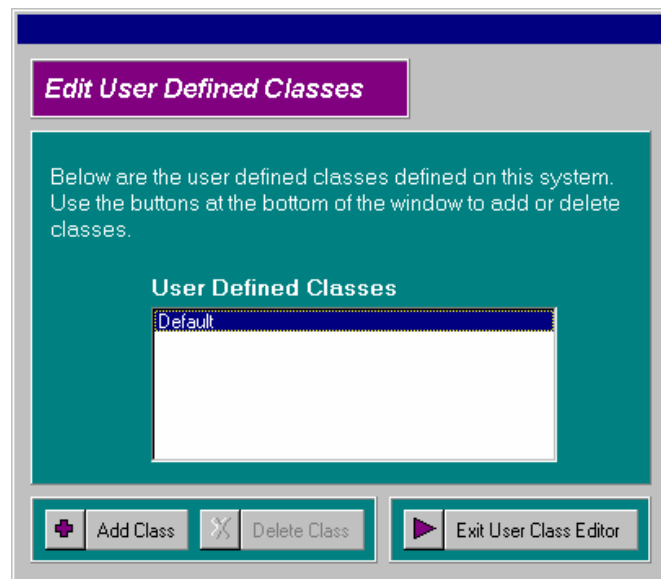 Edit User Defined Classes
Below are the user defined classes defined on this system.
Use the buttons at the bottom of the window to add or delete
classes.
User Defined Classes
Default
Add Class
Delete Class
Exit User Class Editor